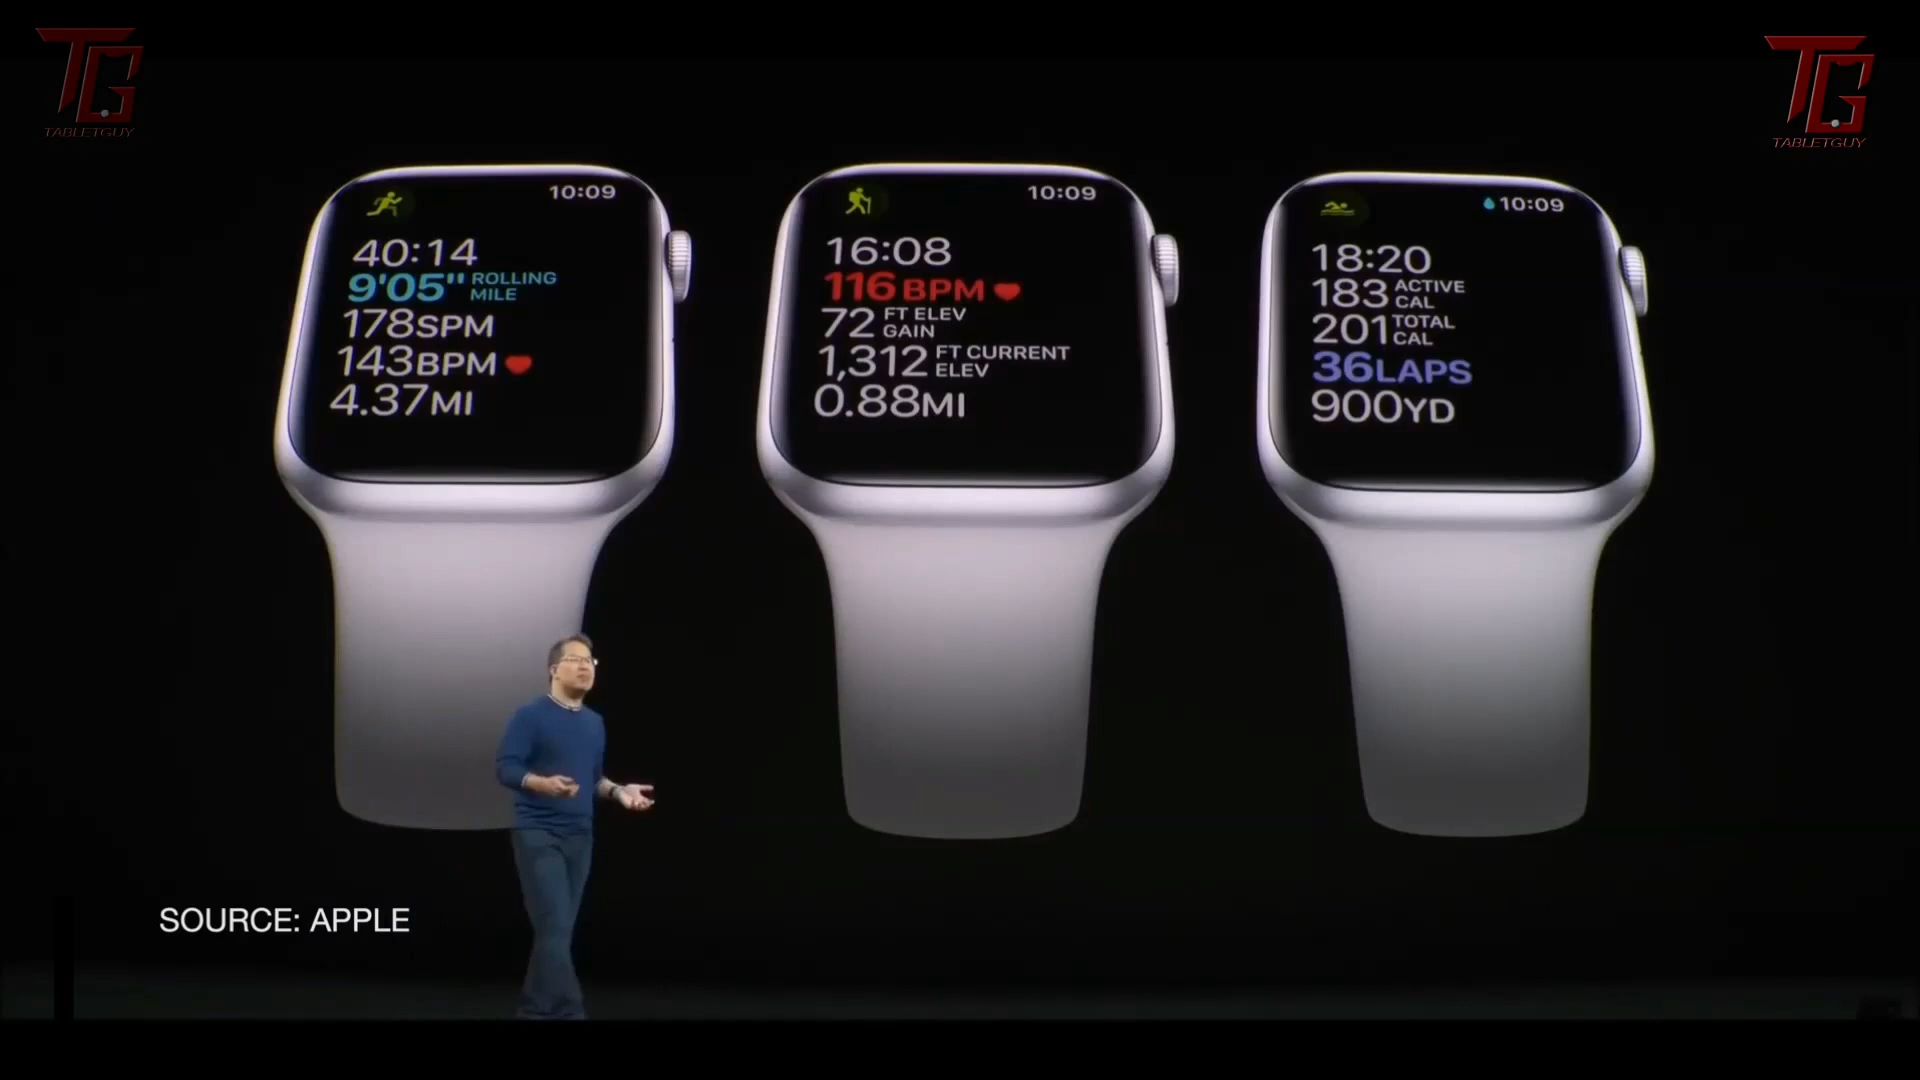 TG
TABLETGUY
TG
TABLETGUY
10:09
40:14
9'05" ROLLING MILE
178SPM
143BPM
4.37MI
10:09
16:08
116 BPM
72 FT ELEV GAIN
1,312 FT CURRENT ELEV
0.88MI
10:09
18:20
183 ACTIVE CAL
201 TOTAL CAL
36LAPS
900YD
SOURCE: APPLE